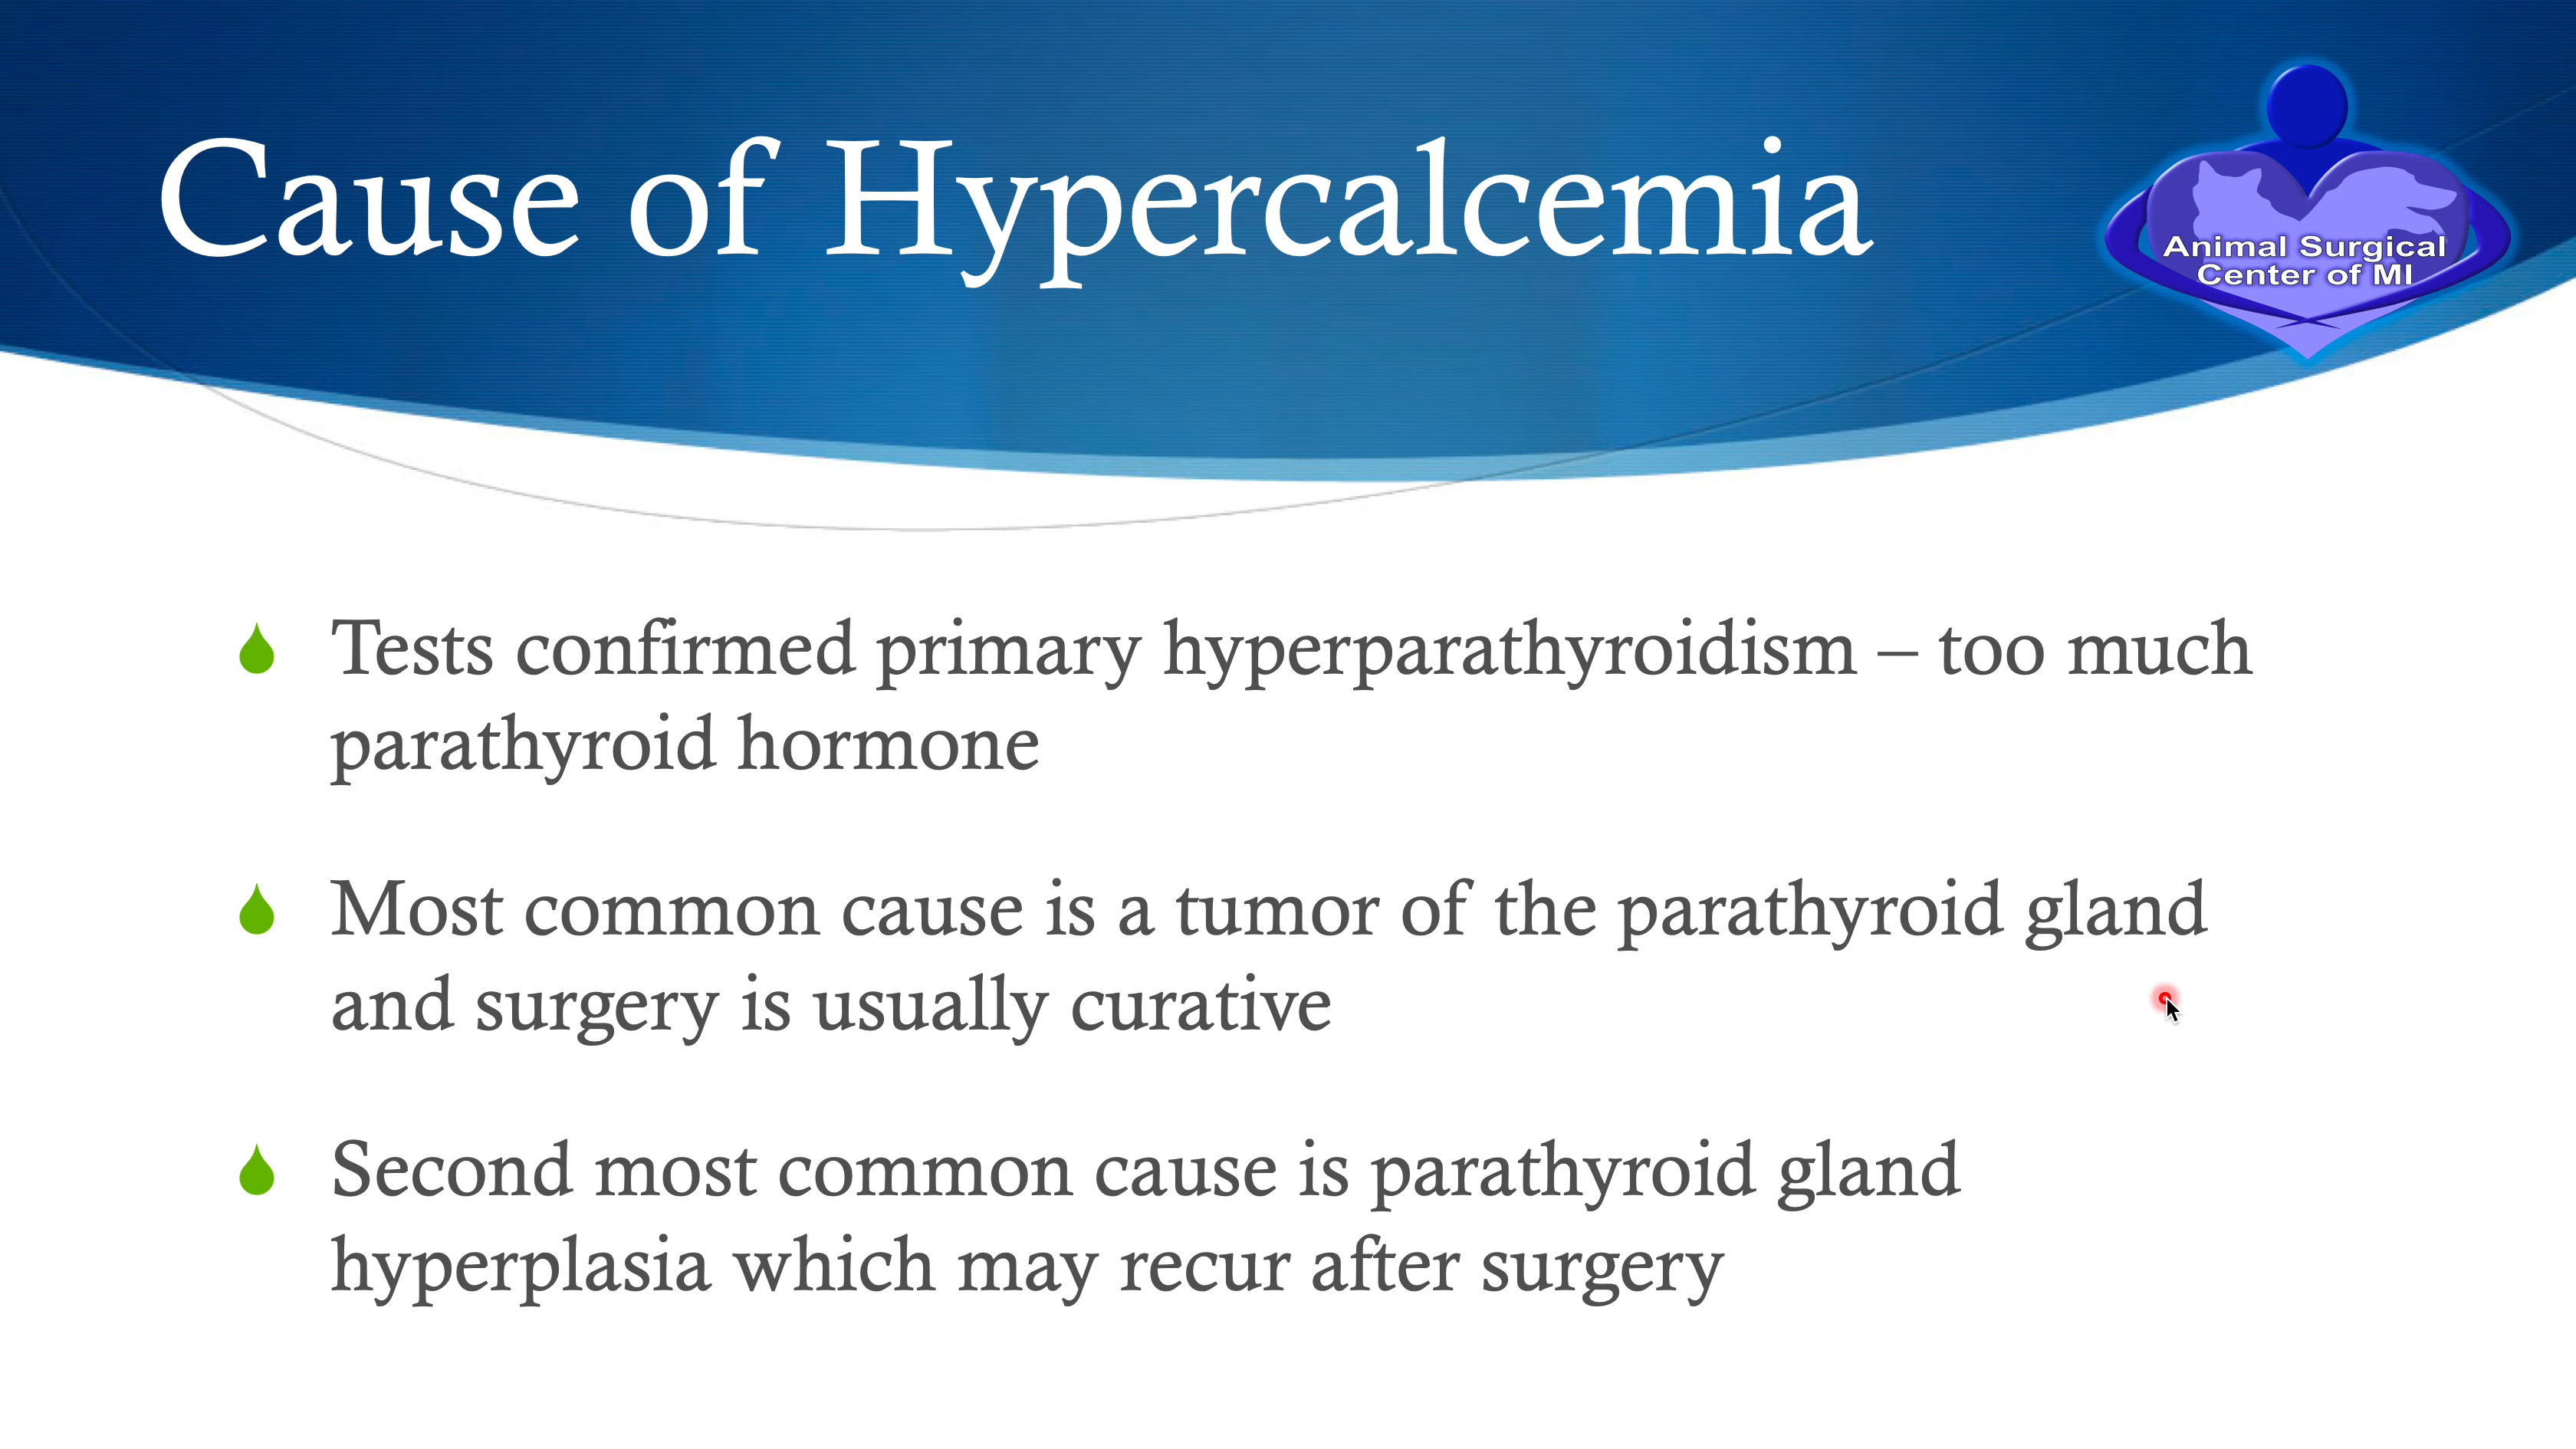 Cause of Hypercalcemia
Animal Surgical
Center of MI
Tests confirmed primary hyperparathyroidism – too much
parathyroid hormone
Most common cause is a tumor of the parathyroid gland
and surgery is usually curative
Second most common cause is parathyroid gland
hyperplasia which may recur after surgery